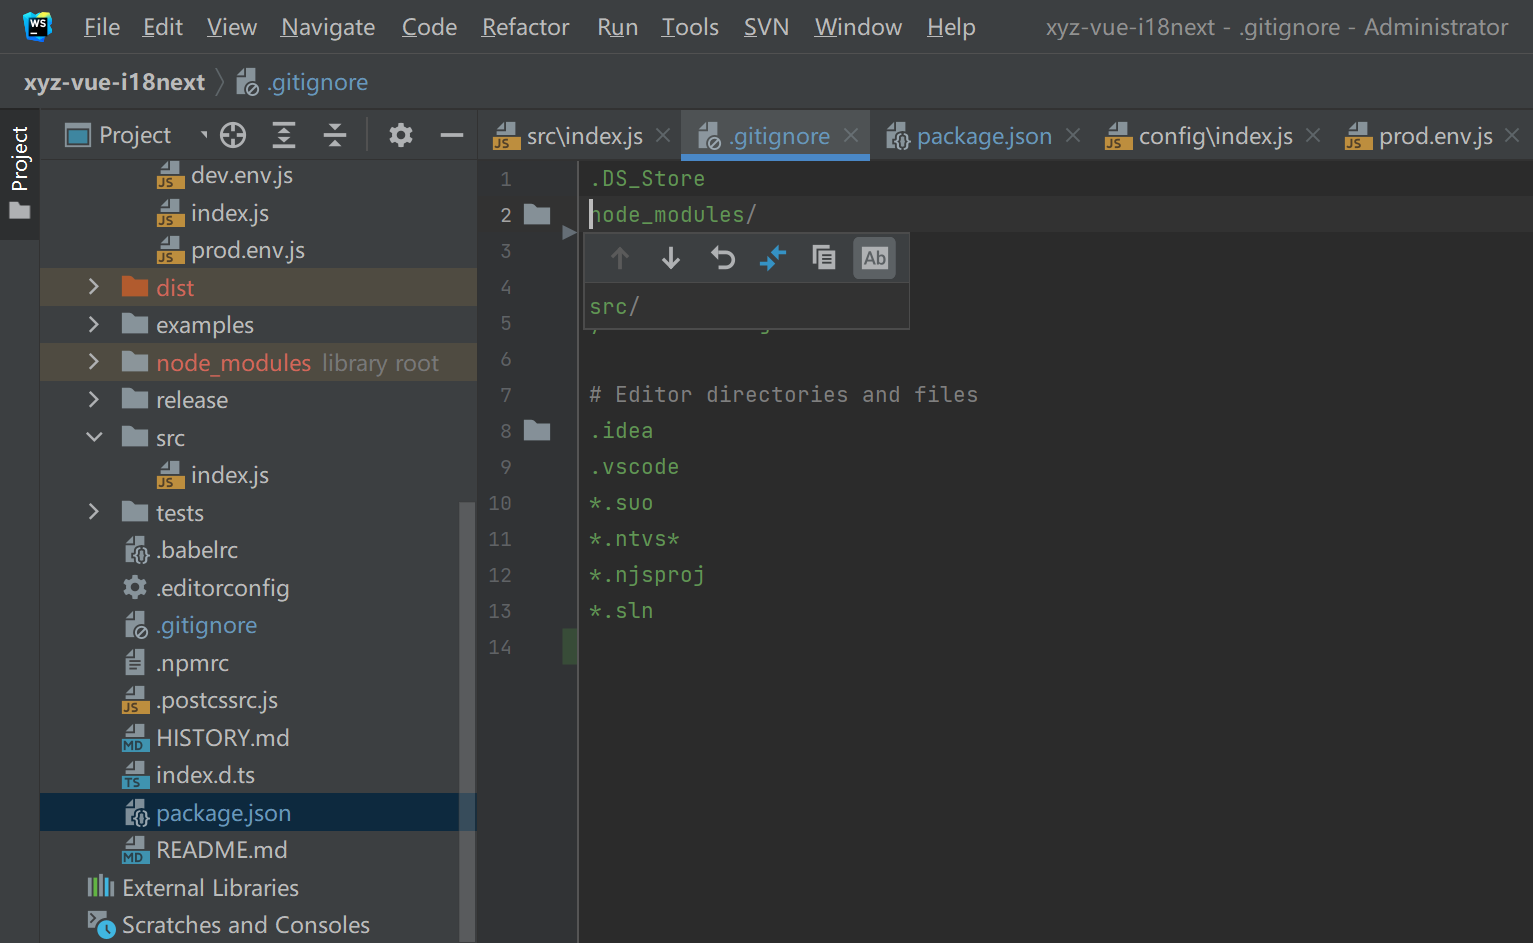 WS
File Edit View Navigate Code Refactor Run Tools SVN Window Help xyz-vue-i18next - .gitignore - Administrator
xyz-vue-i18next .gitignore
Project
Project
src\index.js .gitignore package.json config\index.js prod.env.js
dev.env.js
index.js
prod.env.js
dist
examples
node_modules library root
release
src
index.js
tests
.babelrc
.editorconfig
.gitignore
.npmrc
.postcssrc.js
HISTORY.md
index.d.ts
package.json
README.md
External Libraries
Scratches and Consoles
1 .DS_Store
2 node_modules/
3
Ab
4
src/
5
6
7 # Editor directories and files
8 .idea
9 .vscode
10 *.suo
11 *.ntvs*
12 *.njsproj
13 *.sln
14